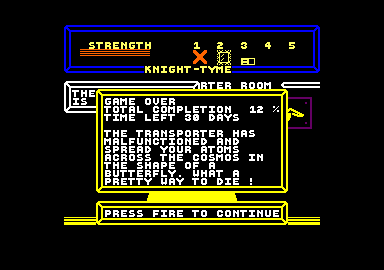 STRENGTH 1 2 3 4 5
KNIGHT-TYME
RTER ROOM
THE
IS
GAME OVER
TOTAL COMPLETION 12 %
TIME LEFT 30 DAYS
THE TRANSPORTER HAS
MALFUNCTIONED AND
SPREAD YOUR ATOMS
ACROSS THE COSMOS IN
THE SHAPE OF A
BUTTERFLY. WHAT A
PRETTY WAY TO DIE !
PRESS FIRE TO CONTINUE